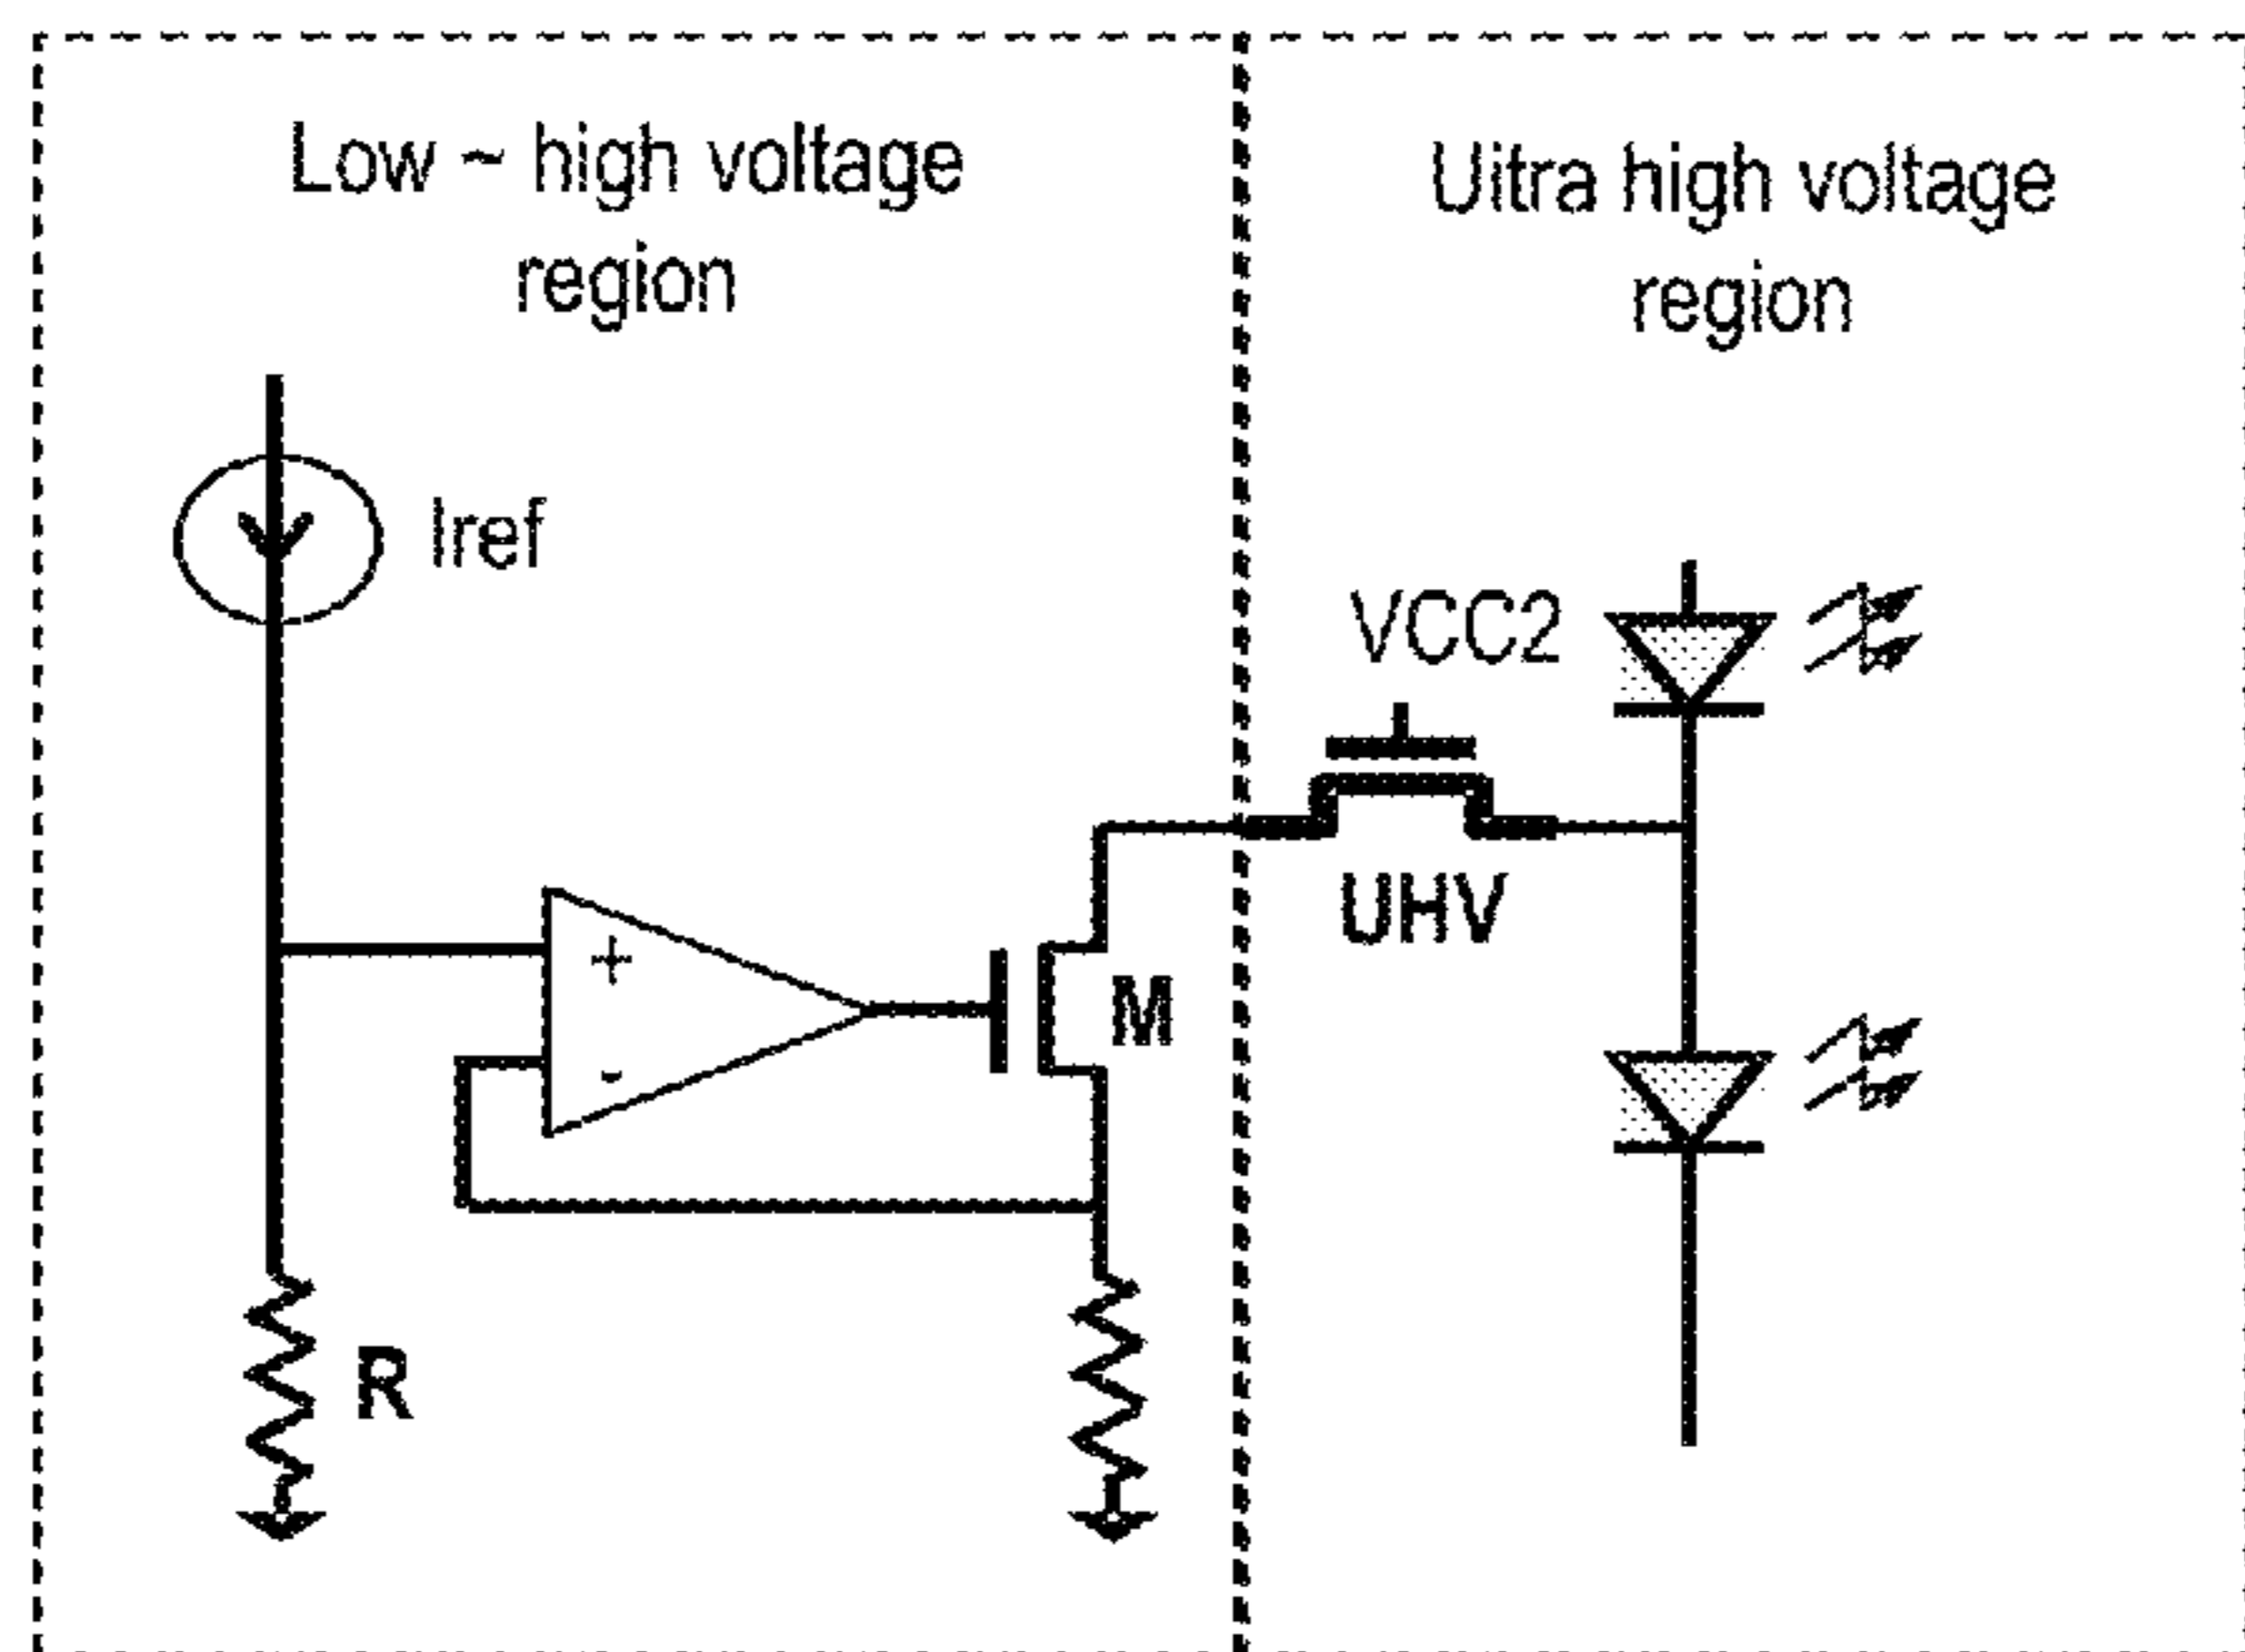 Low ~ high voltage
region
Uitra high voltage
region
Iref
VCC2
UHV
+
M
-
R